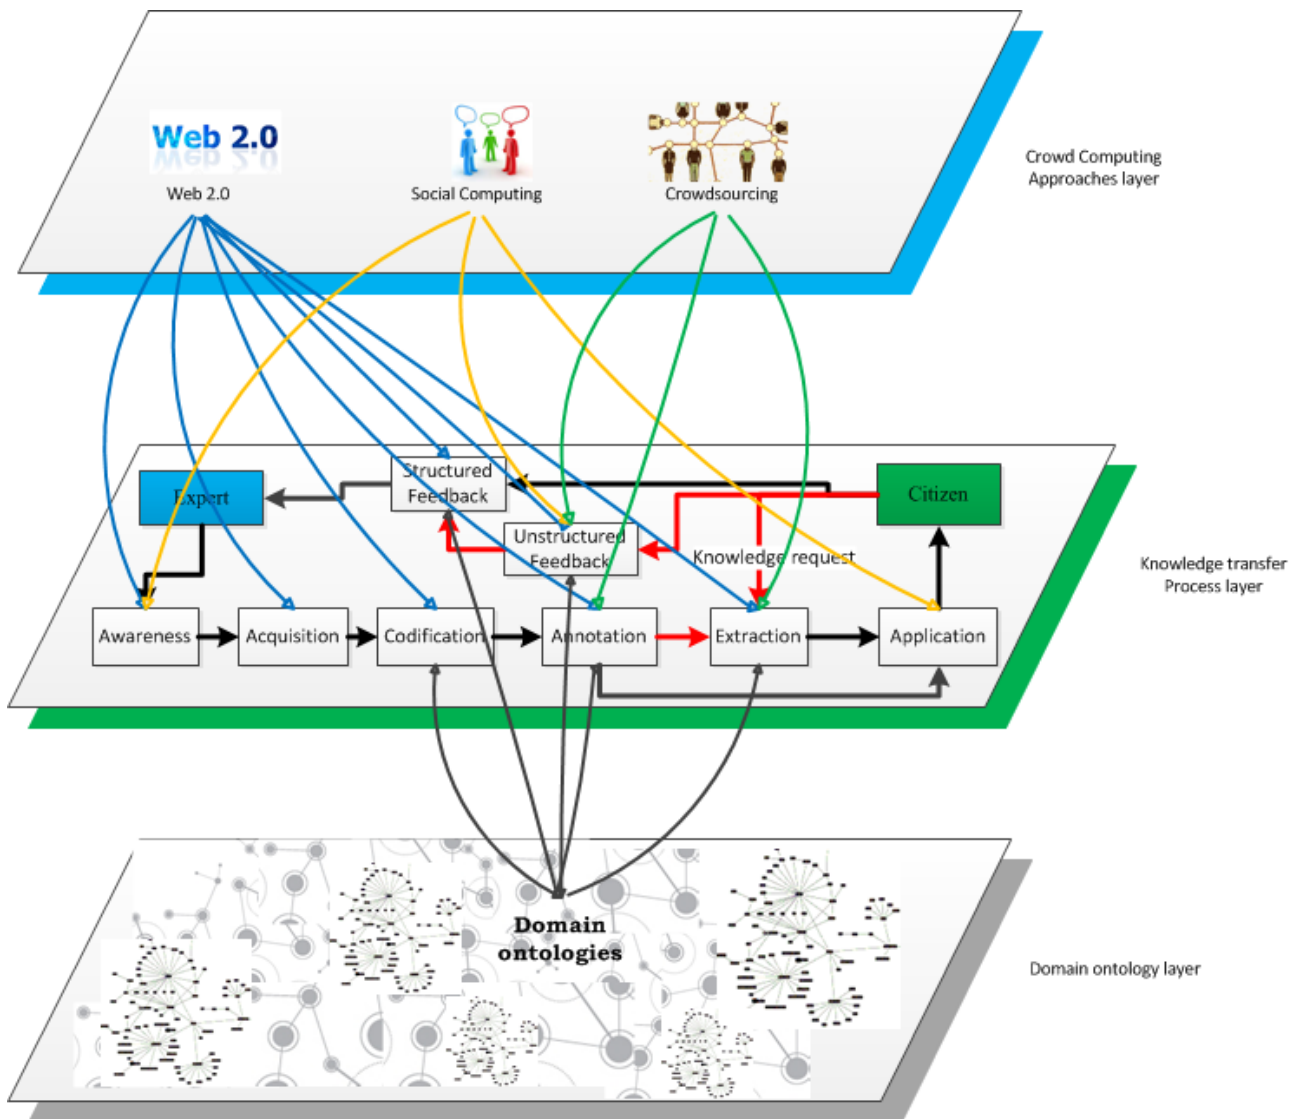 Web 2.0
Web 2.0
Social Computing
Crowdsourcing
Crowd Computing
Approaches layer
Expert
Structured
Feedback
Citizen
Unstructured
Feedback
Knowledge request
Knowledge transfer
Process layer
Awareness
Acquisition
Codification
Annotation
Extraction
Application
Domain
ontologies
Domain ontology layer